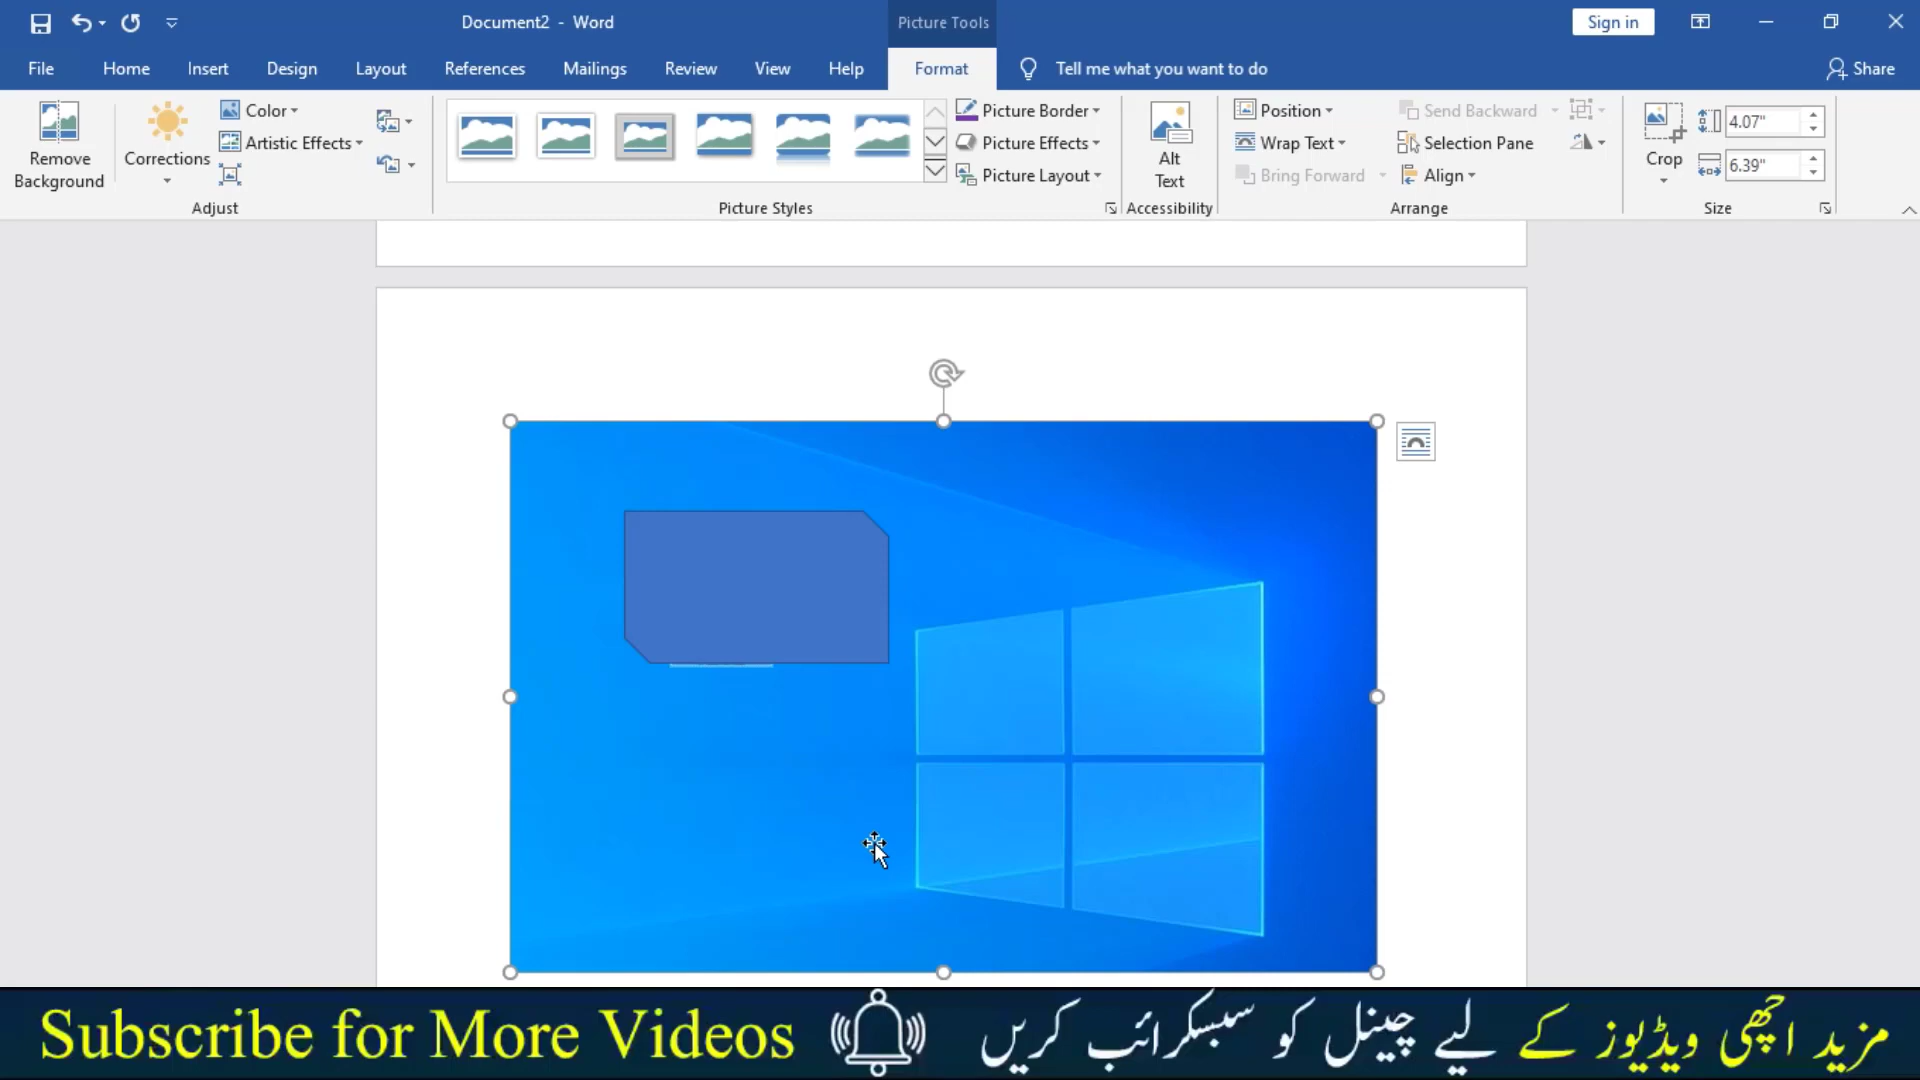 Document2 - Word
Picture Tools
Sign in
File
Home
Insert
Design
Layout
References
Mailings
Review
View
Help
Format
Tell me what you want to do
Share
Remove
Background
Corrections
Color
Artistic Effects
Adjust
Picture Border
Picture Effects
Picture Layout
Picture Styles
Alt
Text
Accessibility
Position
Wrap Text
Bring Forward
Send Backward
Selection Pane
Align
Arrange
Crop
4.07"
6.39"
Size
Subscribe for More Videos
مزید اچھی ویڈیوز کے لیے چینل کو سبسکرائب کریں